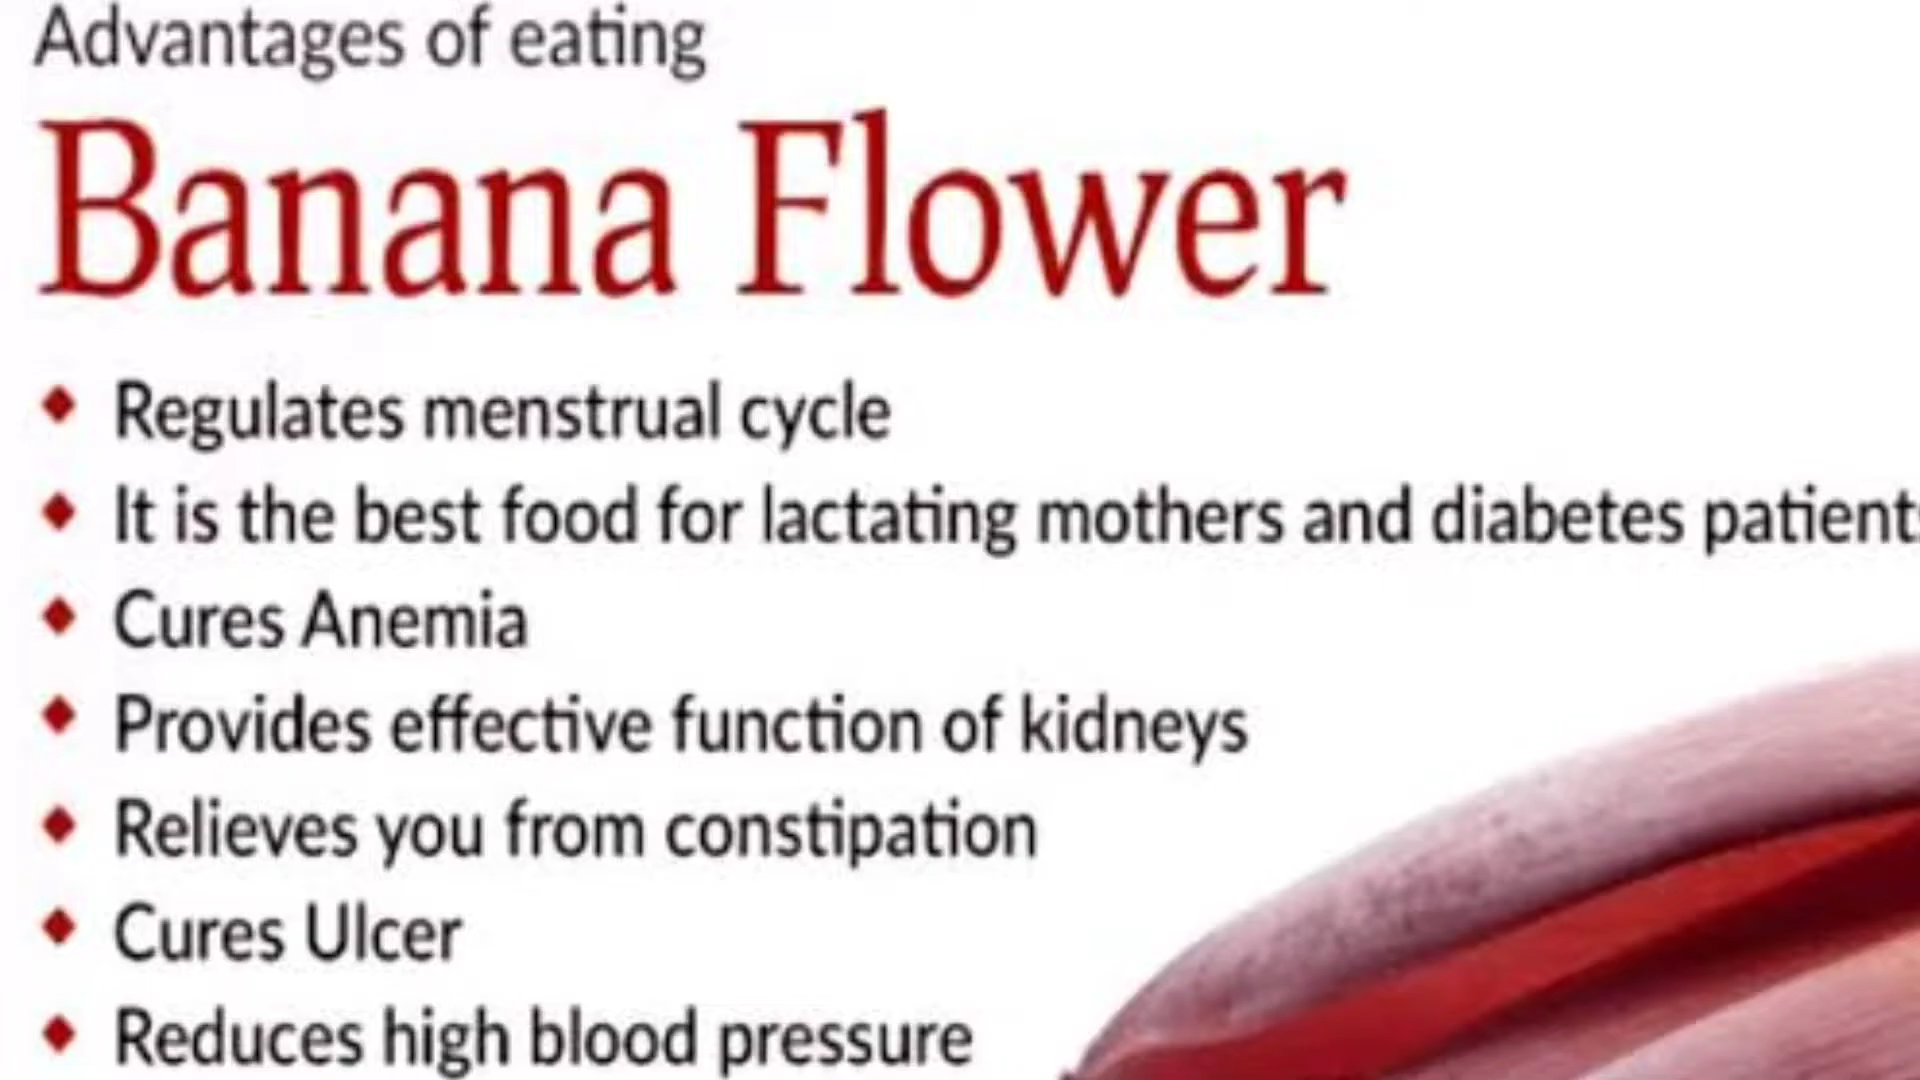 Advantages of eating
Banana Flower
Regulates menstrual cycle
It is the best food for lactating mothers and diabetes patients
Cures Anemia
Provides effective function of kidneys
Relieves you from constipation
Cures Ulcer
Reduces high blood pressure